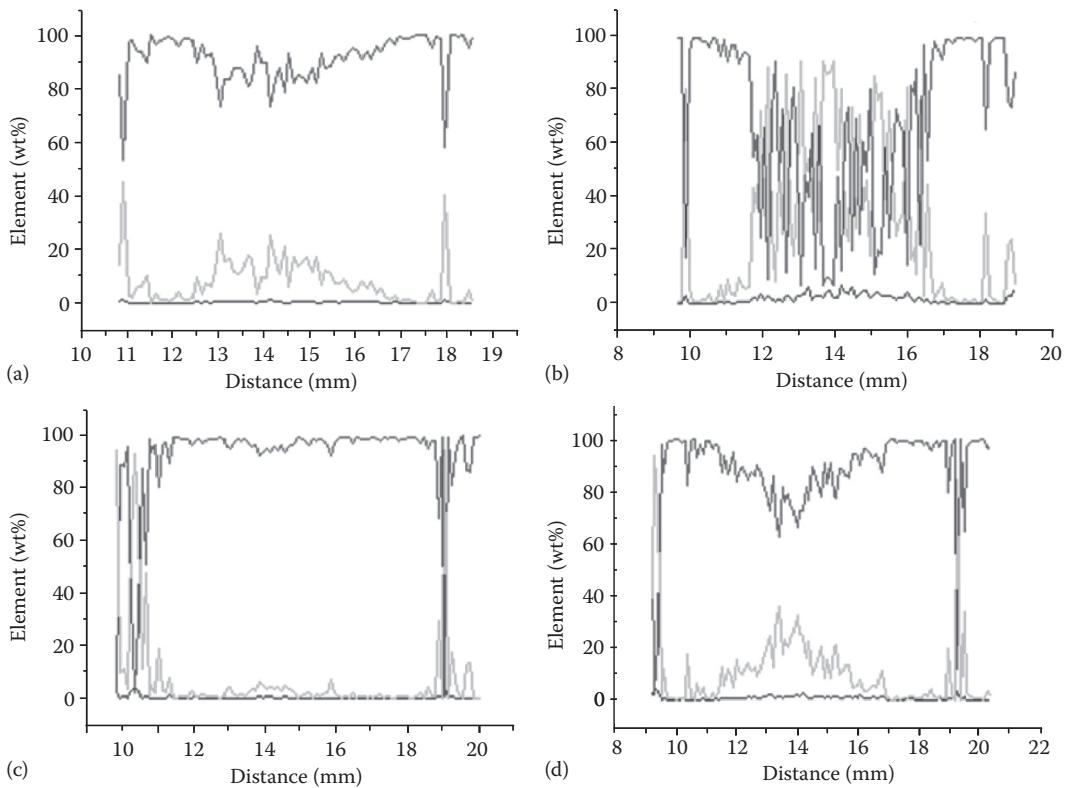 100
80
60
40
20
0
Element (wt%)
10 11 12 13 14 15 16 17 18 19
Distance (mm)
(a)
100
80
60
40
20
0
Element (wt%)
8 10 12 14 16 18 20
Distance (mm)
(b)
100
80
60
40
20
0
Element (wt%)
10 12 14 16 18 20
Distance (mm)
(c)
100
80
60
40
20
0
Element (wt%)
8 10 12 14 16 18 20 22
Distance (mm)
(d)